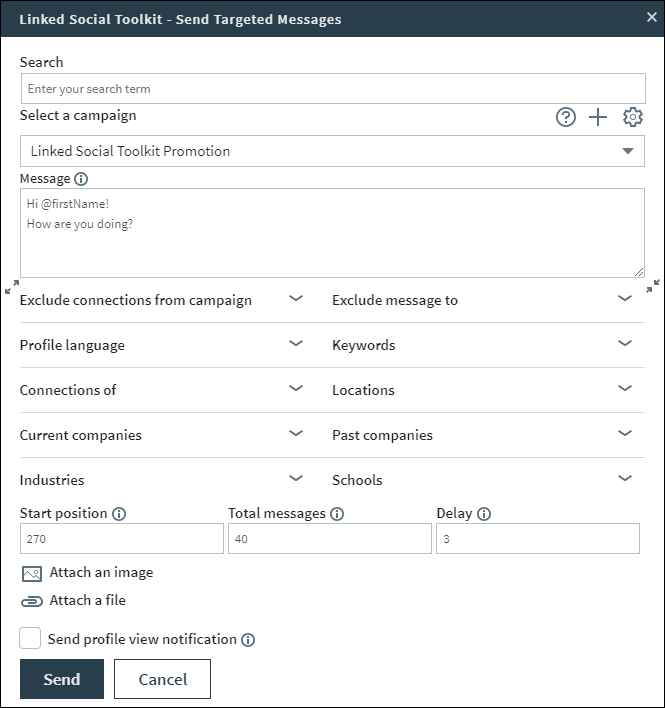 Linked Social Toolkit - Send Targeted Messages
Search
Enter your search term
Select a campaign
Linked Social Toolkit Promotion
Message
Hi @firstName!
How are you doing?
Exclude connections from campaign Exclude message to
Profile language Keywords
Connections of Locations
Current companies Past companies
Industries Schools
Start position Total messages Delay
270 40 3
Attach an image
Attach a file
Send profile view notification
Send Cancel